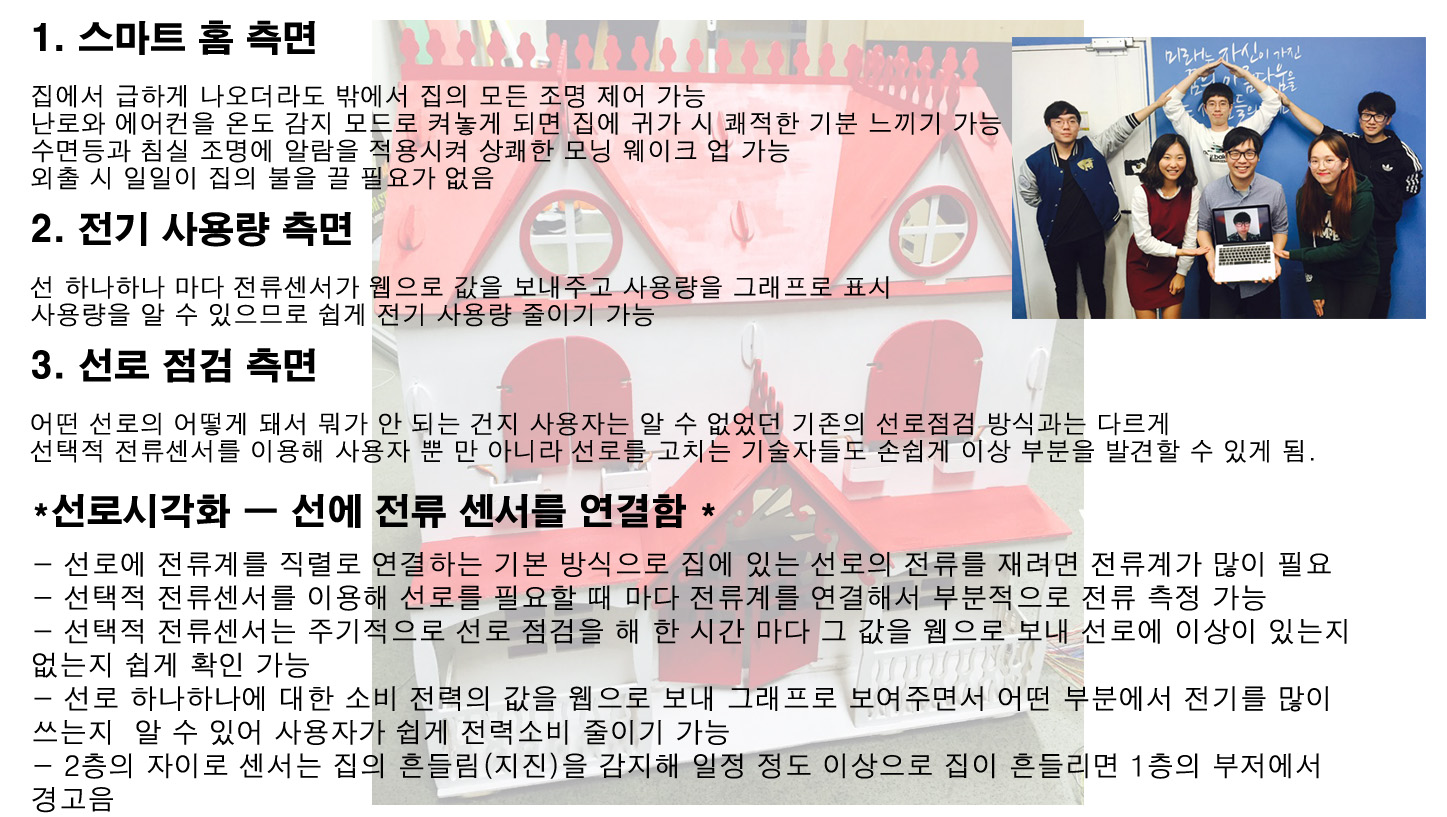 1. 스마트 홈 측면
집에서 급하게 나오더라도 밖에서 집의 모든 조명 제어 가능
난로와 에어컨을 온도 감지 모드로 켜놓게 되면 집에 귀가 시 쾌적한 기분 느끼기 가능
수면등과 침실 조명에 알람을 적용시켜 상쾌한 모닝 웨이크 업 가능
외출 시 일일이 집의 불을 끌 필요가 없음
2. 전기 사용량 측면
선 하나하나 마다 전류센서가 웹으로 값을 보내주고 사용량을 그래프로 표시
사용량을 알 수 있으므로 쉽게 전기 사용량 줄이기 가능
3. 선로 점검 측면
어떤 선로의 어떻게 돼서 뭐가 안 되는 건지 사용자는 알 수 없었던 기존의 선로점검 방식과는 다르게
선택적 전류센서를 이용해 사용자 뿐 만 아니라 선로를 고치는 기술자들도 손쉽게 이상 부분을 발견할 수 있게 됨.
*선로시각화 – 선에 전류 센서를 연결함 *
– 선로에 전류계를 직렬로 연결하는 기본 방식으로 집에 있는 선로의 전류를 재려면 전류계가 많이 필요
– 선택적 전류센서를 이용해 선로를 필요할 때 마다 전류계를 연결해서 부분적으로 전류 측정 가능
– 선택적 전류센서는 주기적으로 선로 점검을 해 한 시간 마다 그 값을 웹으로 보내 선로에 이상이 있는지
없는지 쉽게 확인 가능
– 선로 하나하나에 대한 소비 전력의 값을 웹으로 보내 그래프로 보여주면서 어떤 부분에서 전기를 많이
쓰는지 알 수 있어 사용자가 쉽게 전력소비 줄이기 가능
– 2층의 자이로 센서는 집의 흔들림(지진)을 감지해 일정 정도 이상으로 집이 흔들리면 1층의 부저에서
경고음
미래는 자신이 가진